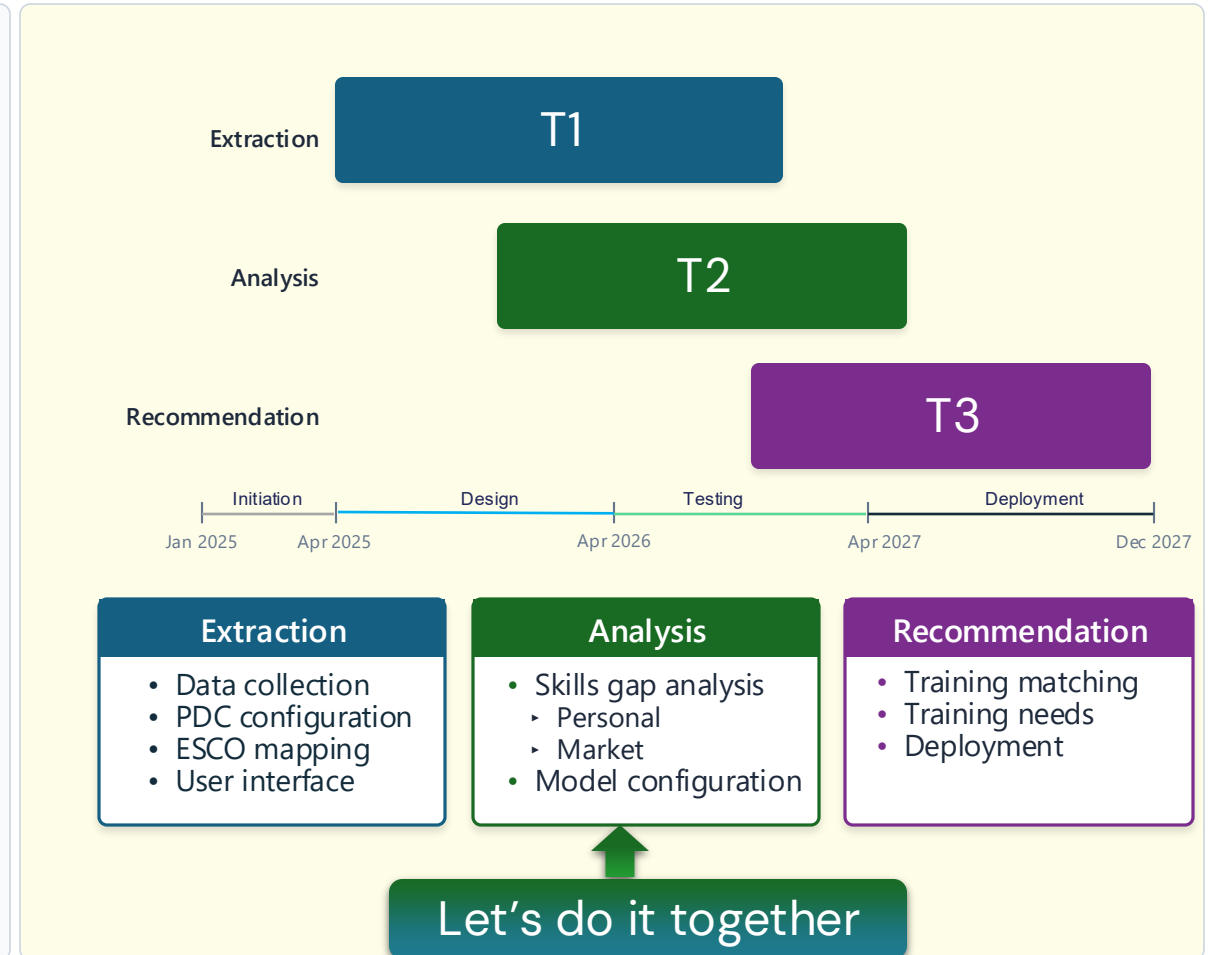 Extraction
T1
Analysis
T2
Recommendation
T3
Initiation
Design
Testing
Deployment
Jan 2025
Apr 2025
Apr 2026
Apr 2027
Dec 2027
Extraction
• Data collection
• PDC configuration
• ESCO mapping
• User interface
Analysis
• Skills gap analysis
‣ Personal
‣ Market
• Model configuration
Recommendation
• Training matching
• Training needs
• Deployment
Let’s do it together